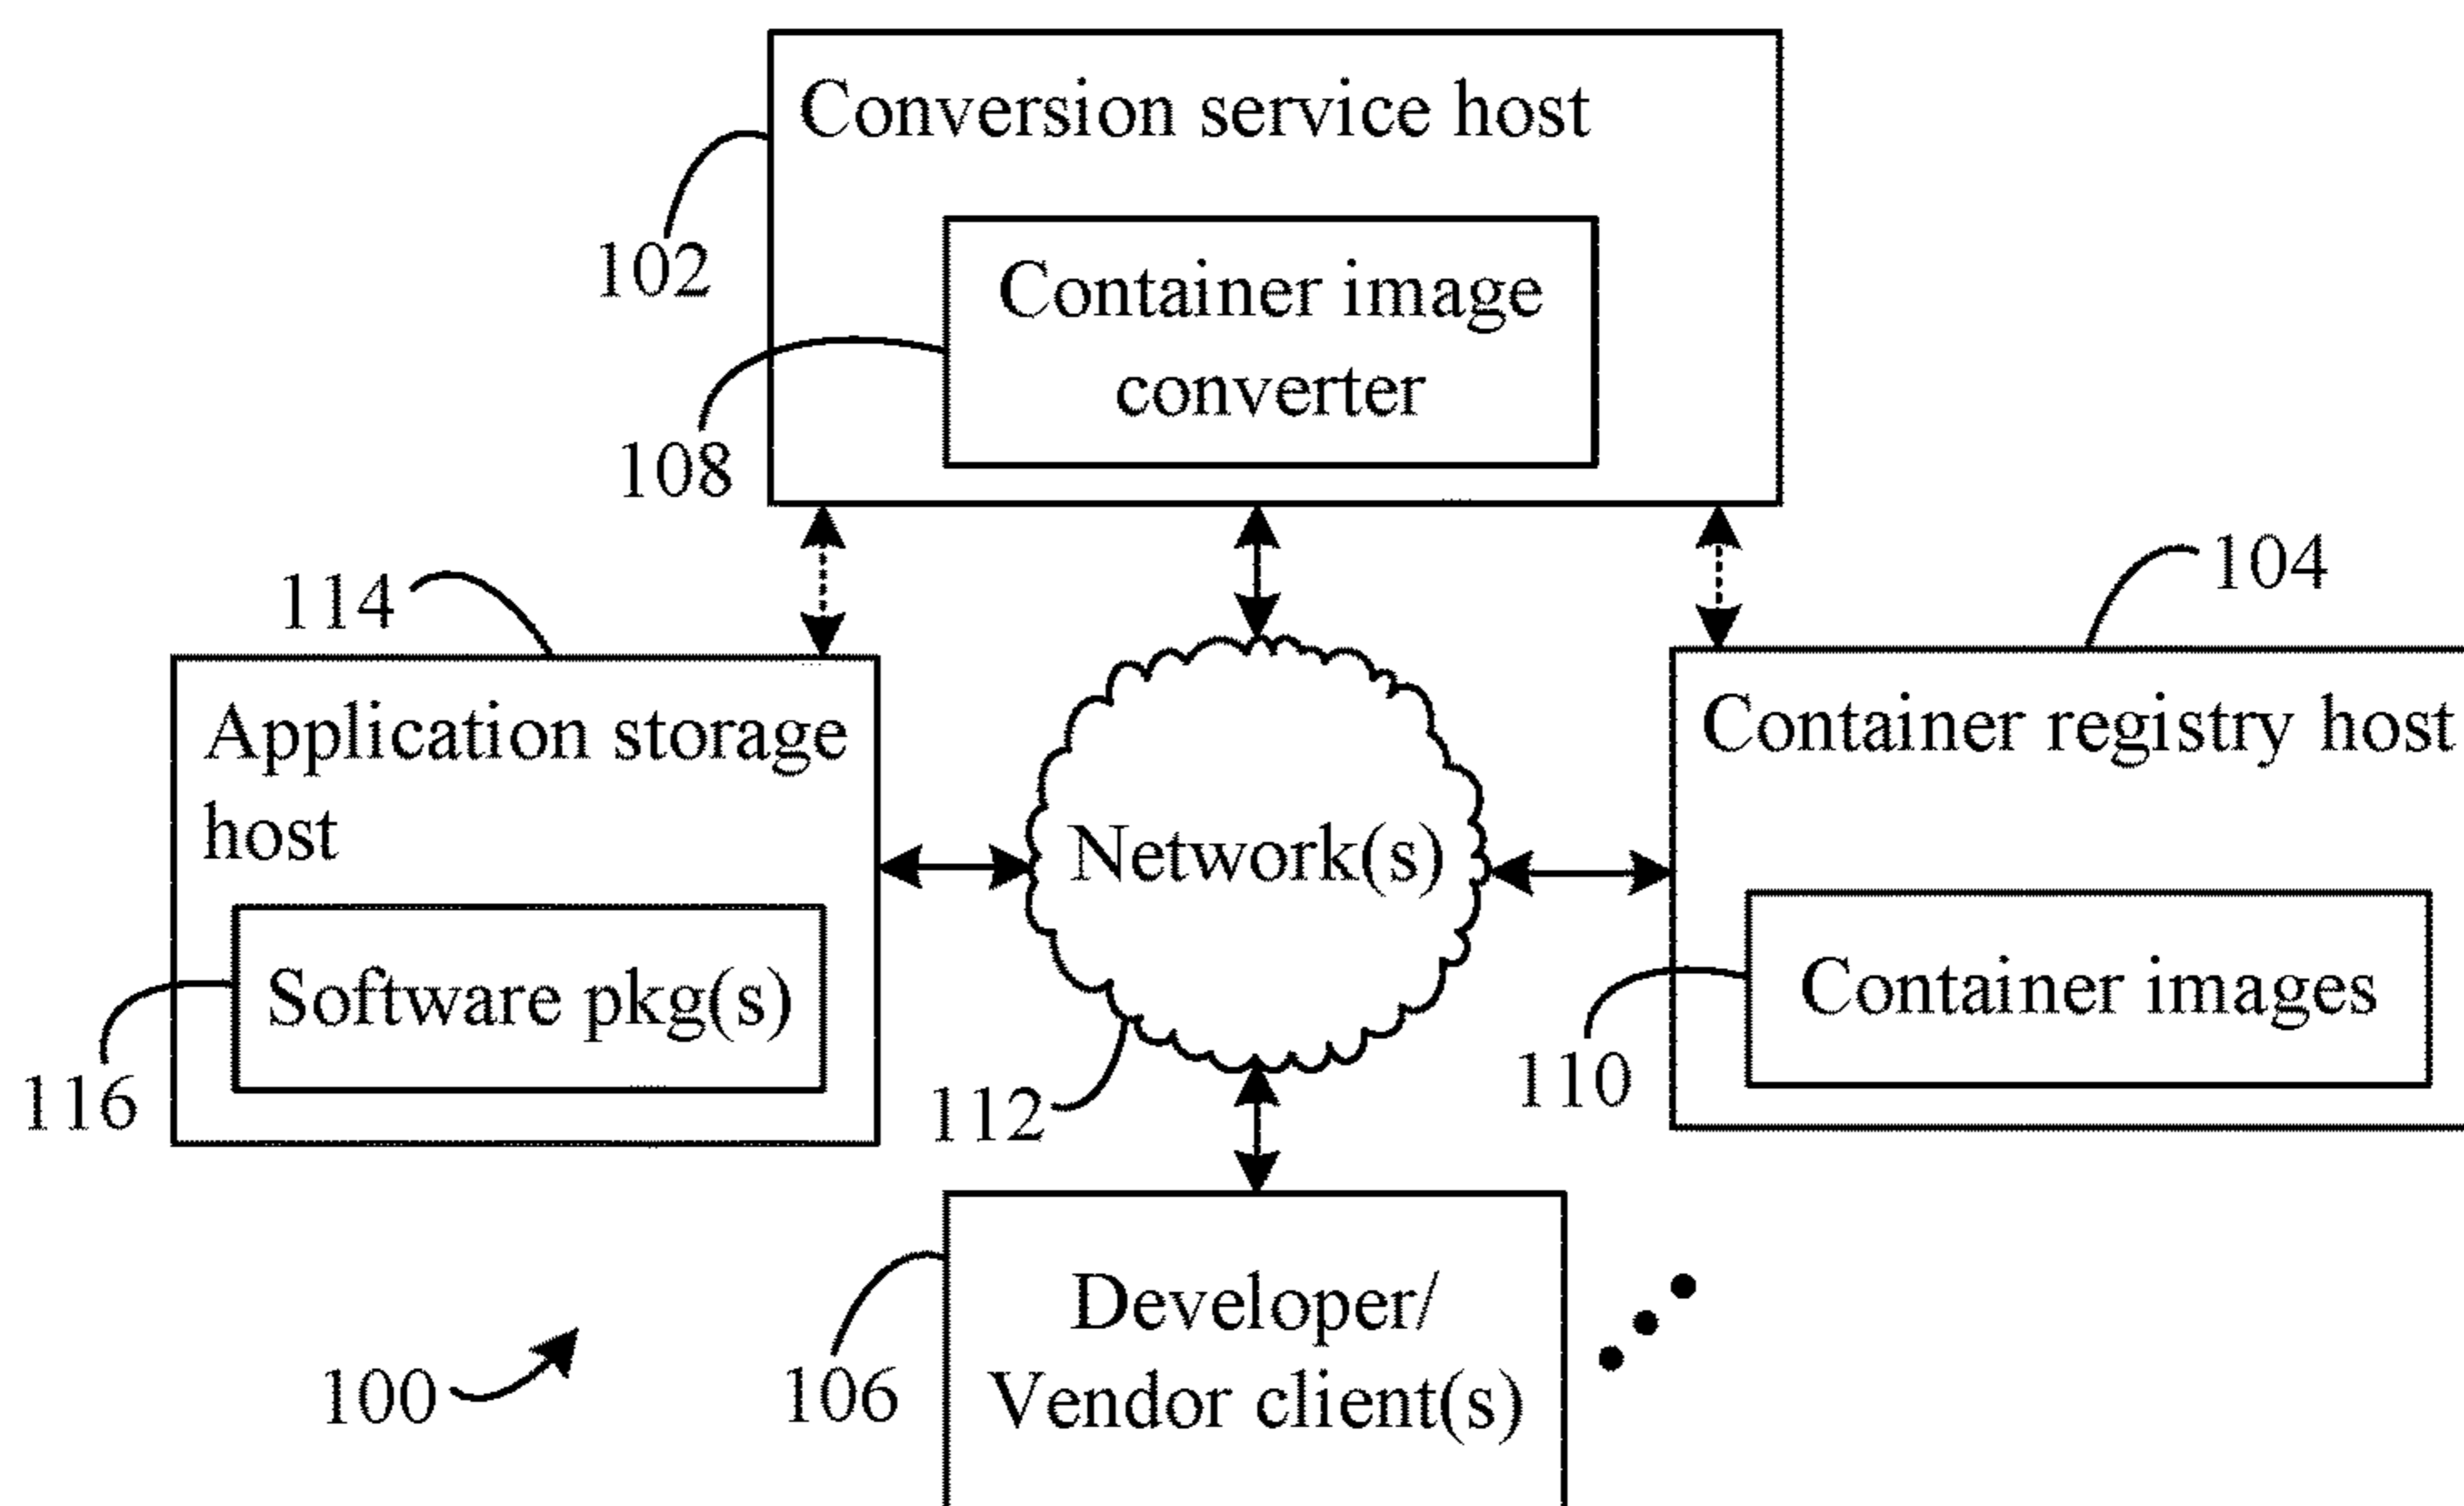 Conversion service host
102
Container image
converter
108
114
104
Application storage
host
Container registry host
Network(s)
Software pkg(s)
Container images
116
112
110
Developer/
Vendor client(s)
106
100